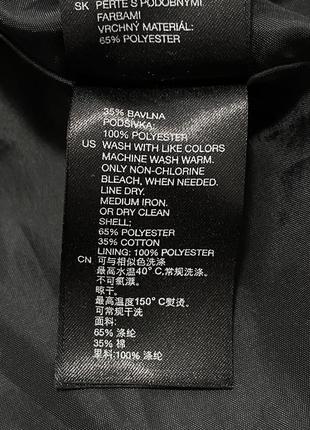 SK PERTE S PODOBNÝMI
FARBAMI
VRCHNÝ MATERIÁL:
65% POLYESTER
35% BAVLNA
PODŠÍVKA:
100% POLYESTER
US WASH WITH LIKE COLORS
MACHINE WASH WARM.
ONLY NON-CHLORINE
BLEACH, WHEN NEEDED.
LINE DRY.
MEDIUM IRON.
OR DRY CLEAN
SHELL:
65% POLYESTER
35% COTTON
LINING: 100% POLYESTER
CN 可与相似色洗涤
最高水温40°C,常规洗涤
不可氯漂。
晾干。
最高温度150°C熨烫。
可常规干洗
面料:
65% 涤纶
35% 棉
里料:100% 涤纶